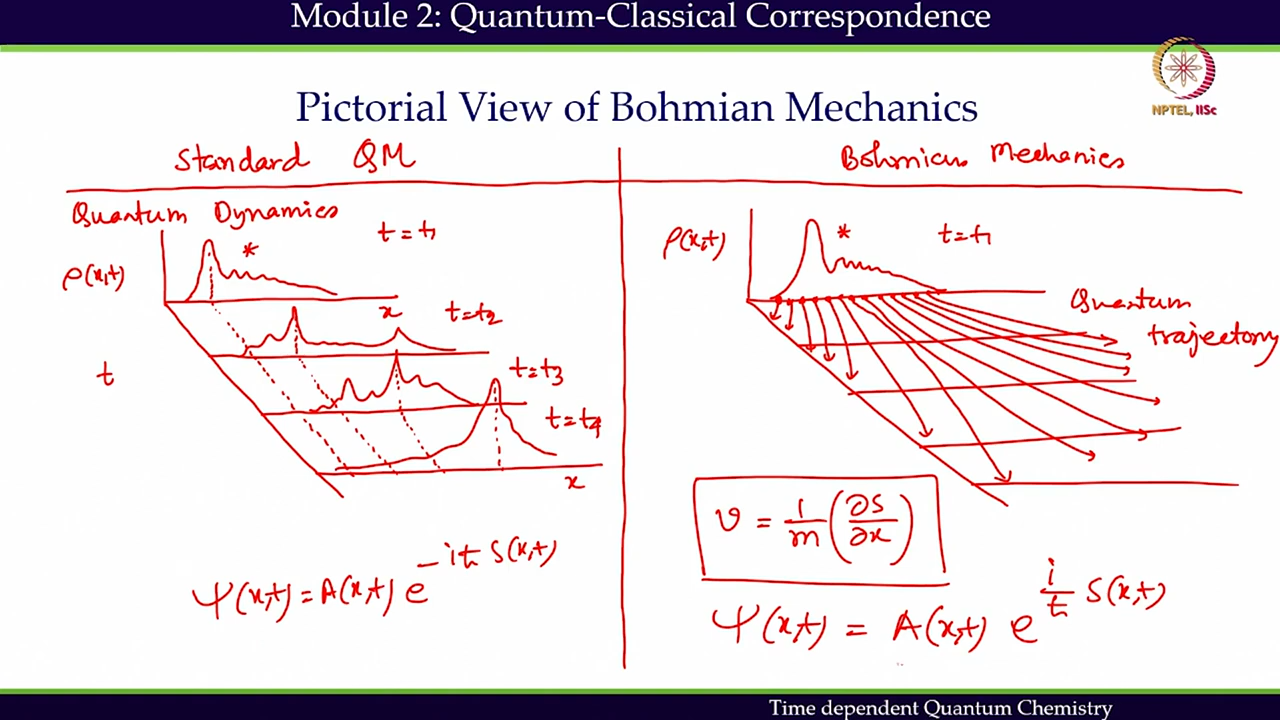 Module 2: Quantum-Classical Correspondence
NPTEL, IISc
Pictorial View of Bohmian Mechanics
Standard QM
Quantum Dynamics
ρ(x,t)
*
t = t1
x
t = t2
t
t = t3
t = t4
x
ψ(x,t) = A(x,t) e^{-iħ S(x,t)}
Bohmian Mechanics
ρ(x,t)
*
t = t1
Quantum
trajectory
v = 1/m (∂S/∂x)
ψ(x,t) = A(x,t) e^{i/ħ S(x,t)}
Time dependent Quantum Chemistry